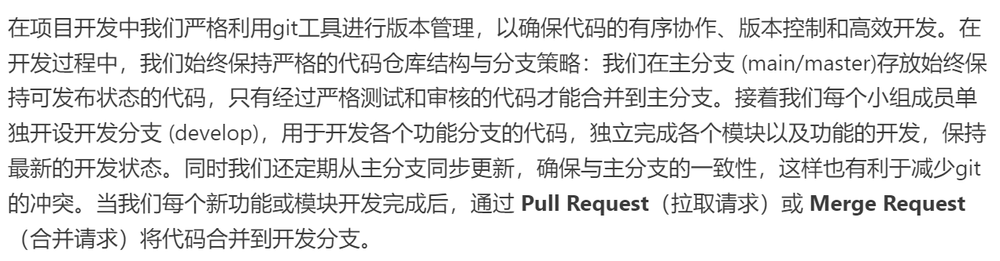 在项目开发中我们严格利用git工具进行版本管理，以确保代码的有序协作、版本控制和高效开发。在
开发过程中，我们始终保持严格的代码仓库结构与分支策略：我们在主分支 (main/master)存放始终保
持可发布状态的代码，只有经过严格测试和审核的代码才能合并到主分支。接着我们每个小组成员单
独开设开发分支 (develop)，用于开发各个功能分支的代码，独立完成各个模块以及功能的开发，保持
最新的开发状态。同时我们还定期从主分支同步更新，确保与主分支的一致性，这样也有利于减少git
的冲突。当我们每个新功能或模块开发完成后，通过 Pull Request（拉取请求）或 Merge Request
（合并请求）将代码合并到开发分支。